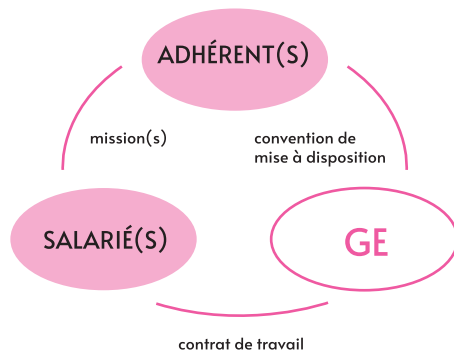 ADHÉRENT(S)
mission(s)
convention de
mise à disposition
SALARIÉ(S)
GE
contrat de travail